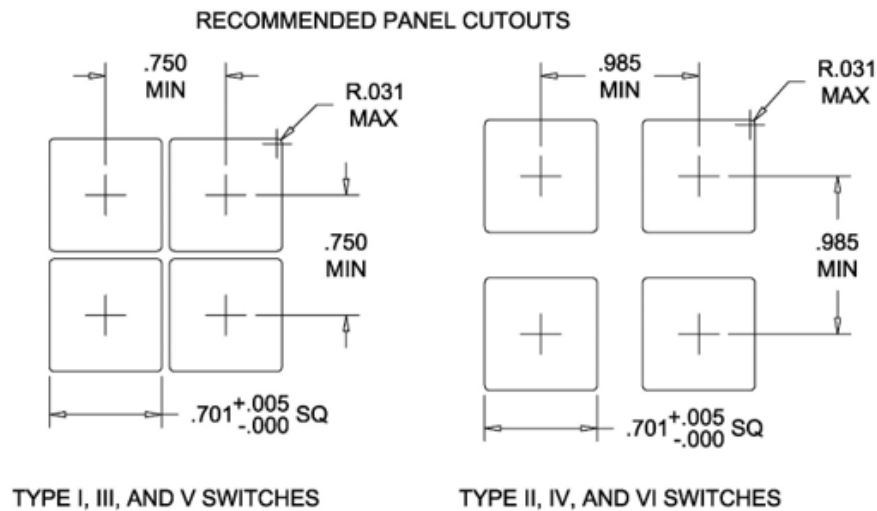 RECOMMENDED PANEL CUTOUTS
.750
MIN
R.031
MAX
.750
MIN
.701 +.005 -.000 SQ
TYPE I, III, AND V SWITCHES
.985
MIN
R.031
MAX
.985
MIN
.701 +.005 -.000 SQ
TYPE II, IV, AND VI SWITCHES